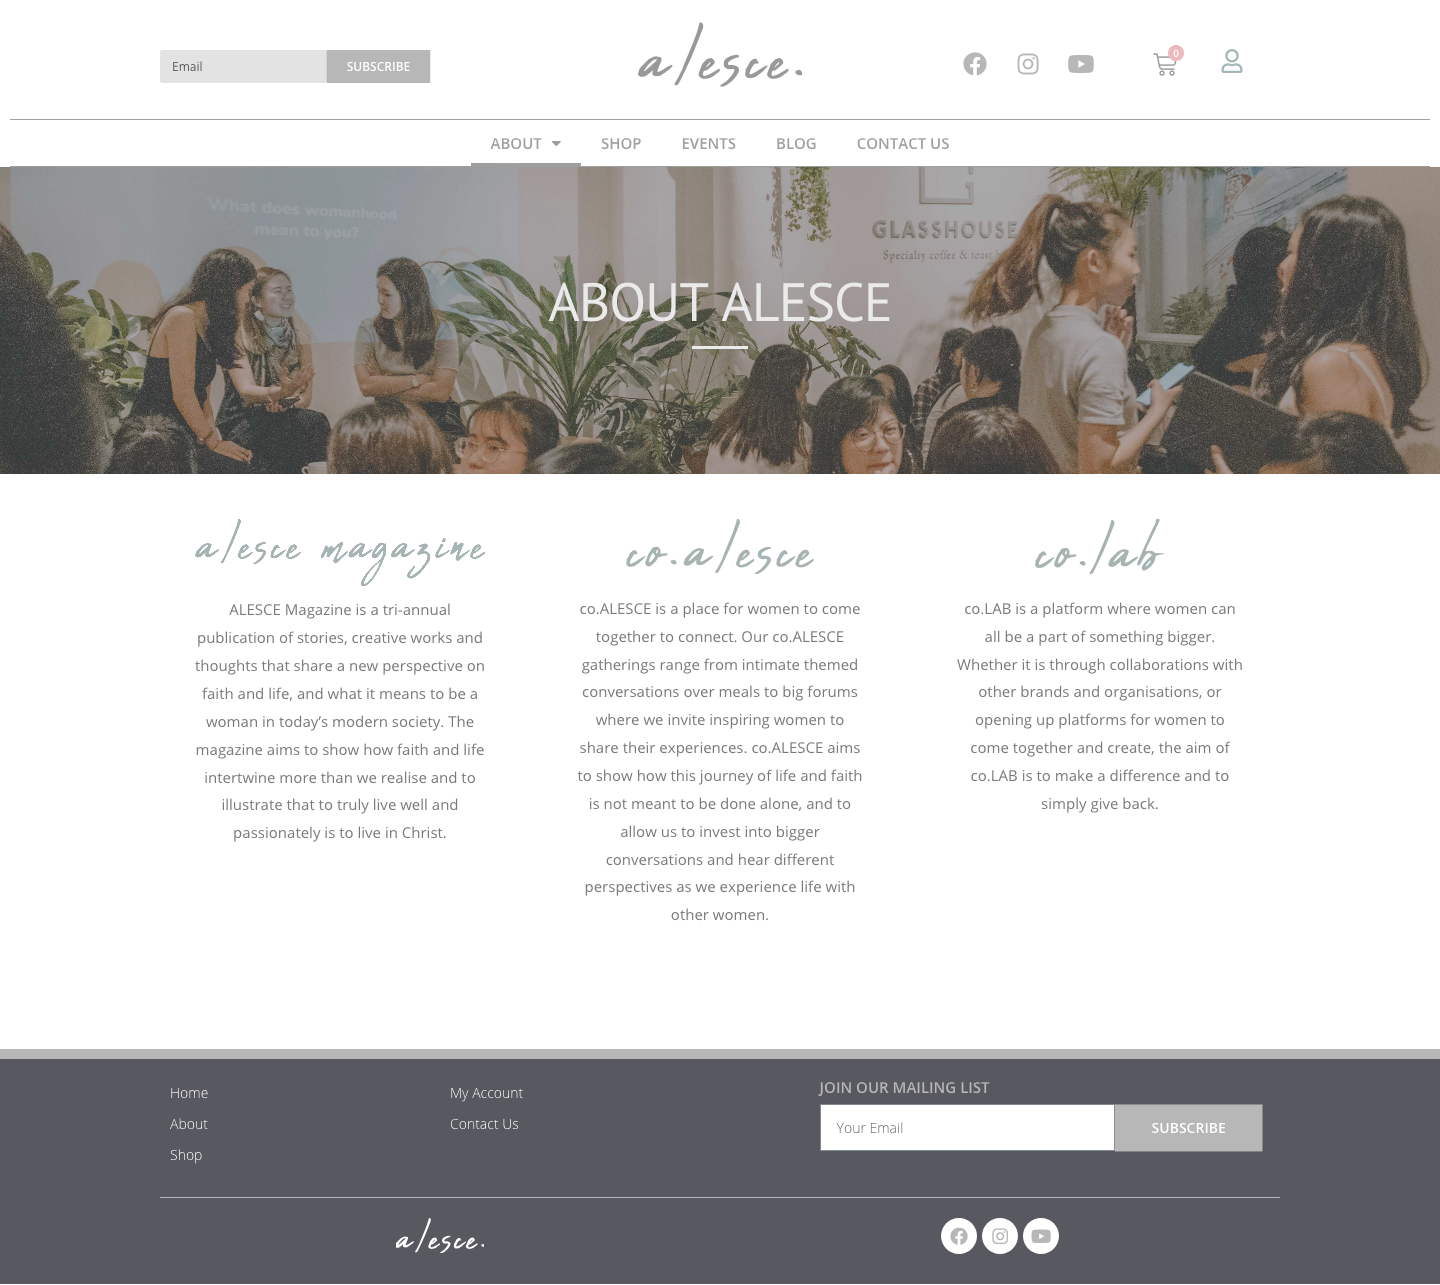 Email
SUBSCRIBE
alesce.
0
ABOUT
SHOP
EVENTS
BLOG
CONTACT US
What does womanhood
mean to you?
GLASSHOUSE
Specialty coffee & toast
ABOUT ALESCE
alesce magazine
ALESCE Magazine is a tri-annual
publication of stories, creative works and
thoughts that share a new perspective on
faith and life, and what it means to be a
woman in today's modern society. The
magazine aims to show how faith and life
intertwine more than we realise and to
illustrate that to truly live well and
passionately is to live in Christ.
co.alesce
co.ALESCE is a place for women to come
together to connect. Our co.ALESCE
gatherings range from intimate themed
conversations over meals to big forums
where we invite inspiring women to
share their experiences. co.ALESCE aims
to show how this journey of life and faith
is not meant to be done alone, and to
allow us to invest into bigger
conversations and hear different
perspectives as we experience life with
other women.
co.lab
co.LAB is a platform where women can
all be a part of something bigger.
Whether it is through collaborations with
other brands and organisations, or
opening up platforms for women to
come together and create, the aim of
co.LAB is to make a difference and to
simply give back.
Home
About
Shop
My Account
Contact Us
JOIN OUR MAILING LIST
Your Email
SUBSCRIBE
alesce.